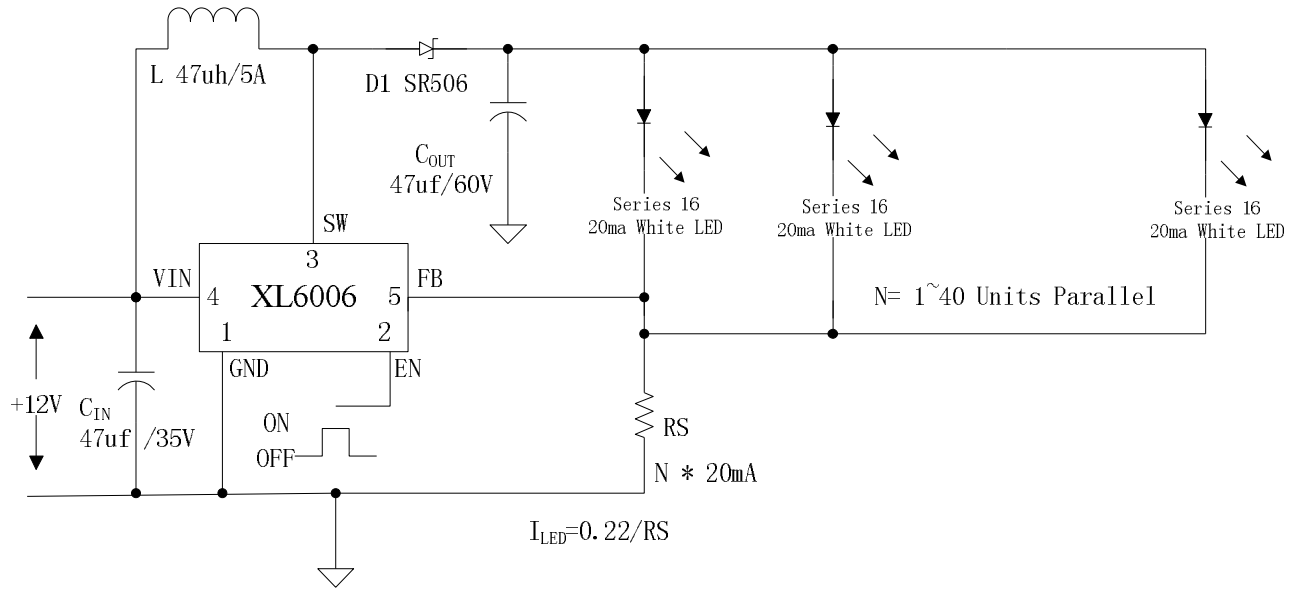 L 47uh/5A
D1 SR506
COUT
47uf/60V
Series 16
20ma White LED
Series 16
20ma White LED
Series 16
20ma White LED
SW
3
VIN
4
XL6006
5
FB
N= 1~40 Units Parallel
1
2
GND
EN
+12V
CIN
47uf /35V
ON
OFF
RS
N * 20mA
ILED=0.22/RS